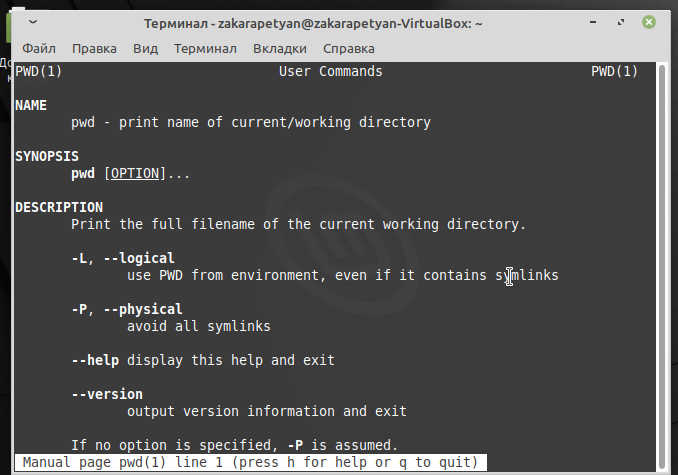 Терминал - zakarapetyan@zakarapetyan-VirtualBox: ~
Файл Правка Вид Терминал Вкладки Справка
PWD(1) User Commands PWD(1)
NAME
pwd - print name of current/working directory
SYNOPSIS
pwd [OPTION]...
DESCRIPTION
Print the full filename of the current working directory.
-L, --logical
use PWD from environment, even if it contains symlinks
-P, --physical
avoid all symlinks
--help display this help and exit
--version
output version information and exit
If no option is specified, -P is assumed.
Manual page pwd(1) line 1 (press h for help or q to quit)